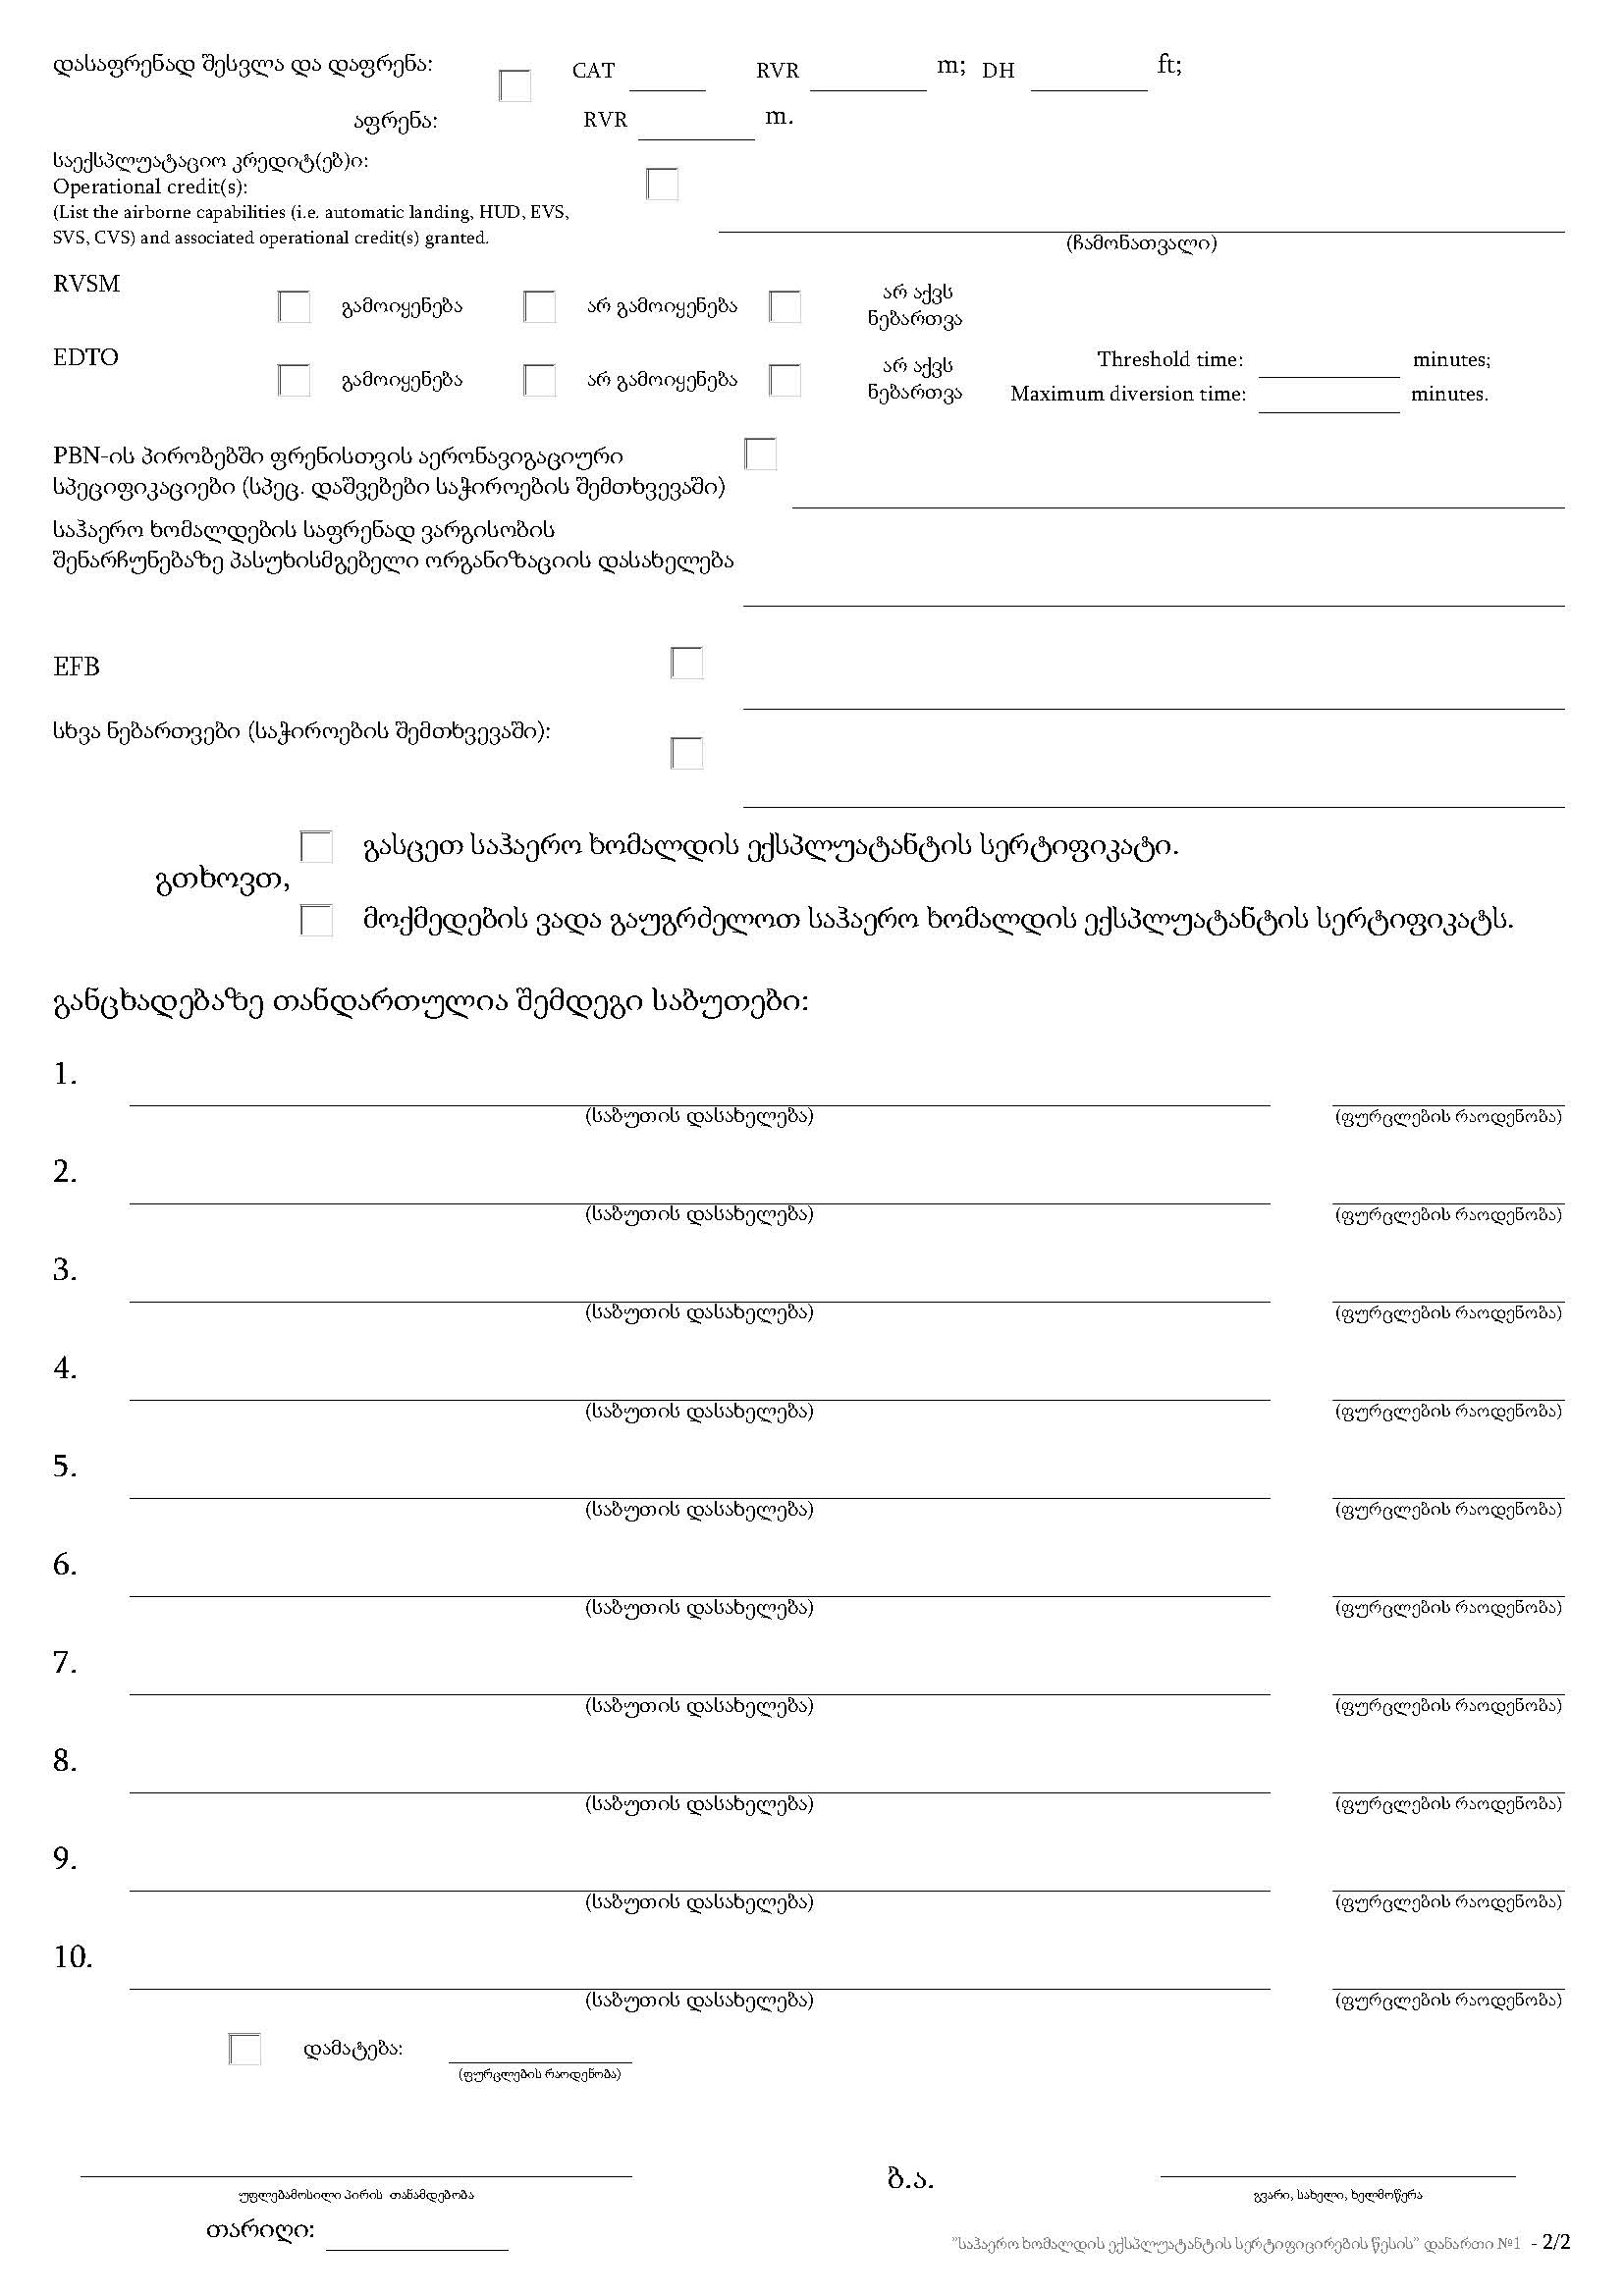 დასაფრენად შესვლა და დაფრენა: CAT RVR m; DH ft;
აფრენა: RVR m.
საექსპლუატაციო კრედიტ(ებ)ი:
Operational credit(s):
(List the airborne capabilities (i.e. automatic landing, HUD, EVS,
SVS, CVS) and associated operational credit(s) granted.
(ჩამონათვალი)
RVSM გამოიყენება არ გამოიყენება არ აქვს
ნებართვა
EDTO გამოიყენება არ გამოიყენება არ აქვს
ნებართვა
Threshold time: minutes;
Maximum diversion time: minutes.
PBN-ის პირობებში ფრენისთვის აერონავიგაციური
სპეციფიკაციები (სპეც. დაშვებები საჭიროების შემთხვევაში)
საჰაერო ხომალდების საფრენად ვარგისობის
შენარჩუნებაზე პასუხისმგებელი ორგანიზაციის დასახელება
EFB
სხვა ნებართვები (საჭიროების შემთხვევაში):
გთხოვთ,
გასცეთ საჰაერო ხომალდის ექსპლუატანტის სერტიფიკატი.
მოქმედების ვადა გაუგრძელოთ საჰაერო ხომალდის ექსპლუატანტის სერტიფიკატს.
განცხადებაზე თანდართულია შემდეგი საბუთები:
1.
(საბუთის დასახელება) (ფურცლების რაოდენობა)
2.
(საბუთის დასახელება) (ფურცლების რაოდენობა)
3.
(საბუთის დასახელება) (ფურცლების რაოდენობა)
4.
(საბუთის დასახელება) (ფურცლების რაოდენობა)
5.
(საბუთის დასახელება) (ფურცლების რაოდენობა)
6.
(საბუთის დასახელება) (ფურცლების რაოდენობა)
7.
(საბუთის დასახელება) (ფურცლების რაოდენობა)
8.
(საბუთის დასახელება) (ფურცლების რაოდენობა)
9.
(საბუთის დასახელება) (ფურცლების რაოდენობა)
10.
(საბუთის დასახელება) (ფურცლების რაოდენობა)
დამატება:
(ფურცლების რაოდენობა)
ბ.ა.
უფლებამოსილი პირის თანამდებობა გვარი, სახელი, ხელმოწერა
თარიღი:
"საჰაერო ხომალდის ექსპლუატანტის სერტიფიცირების წესის" დანართი №1 - 2/2